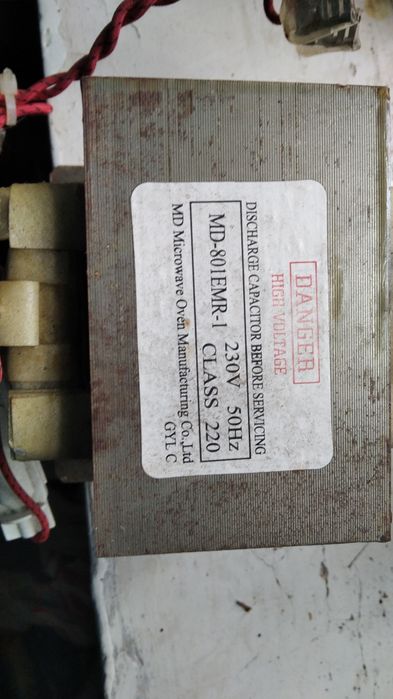 DANGER
HIGH VOLTAGE
DISCHARGE CAPACITOR BEFORE SERVICING
MD-801EMR-1 230V 50Hz
CLASS 220
MD Microwave Oven Manufacturing Co,.Ltd
GYL C